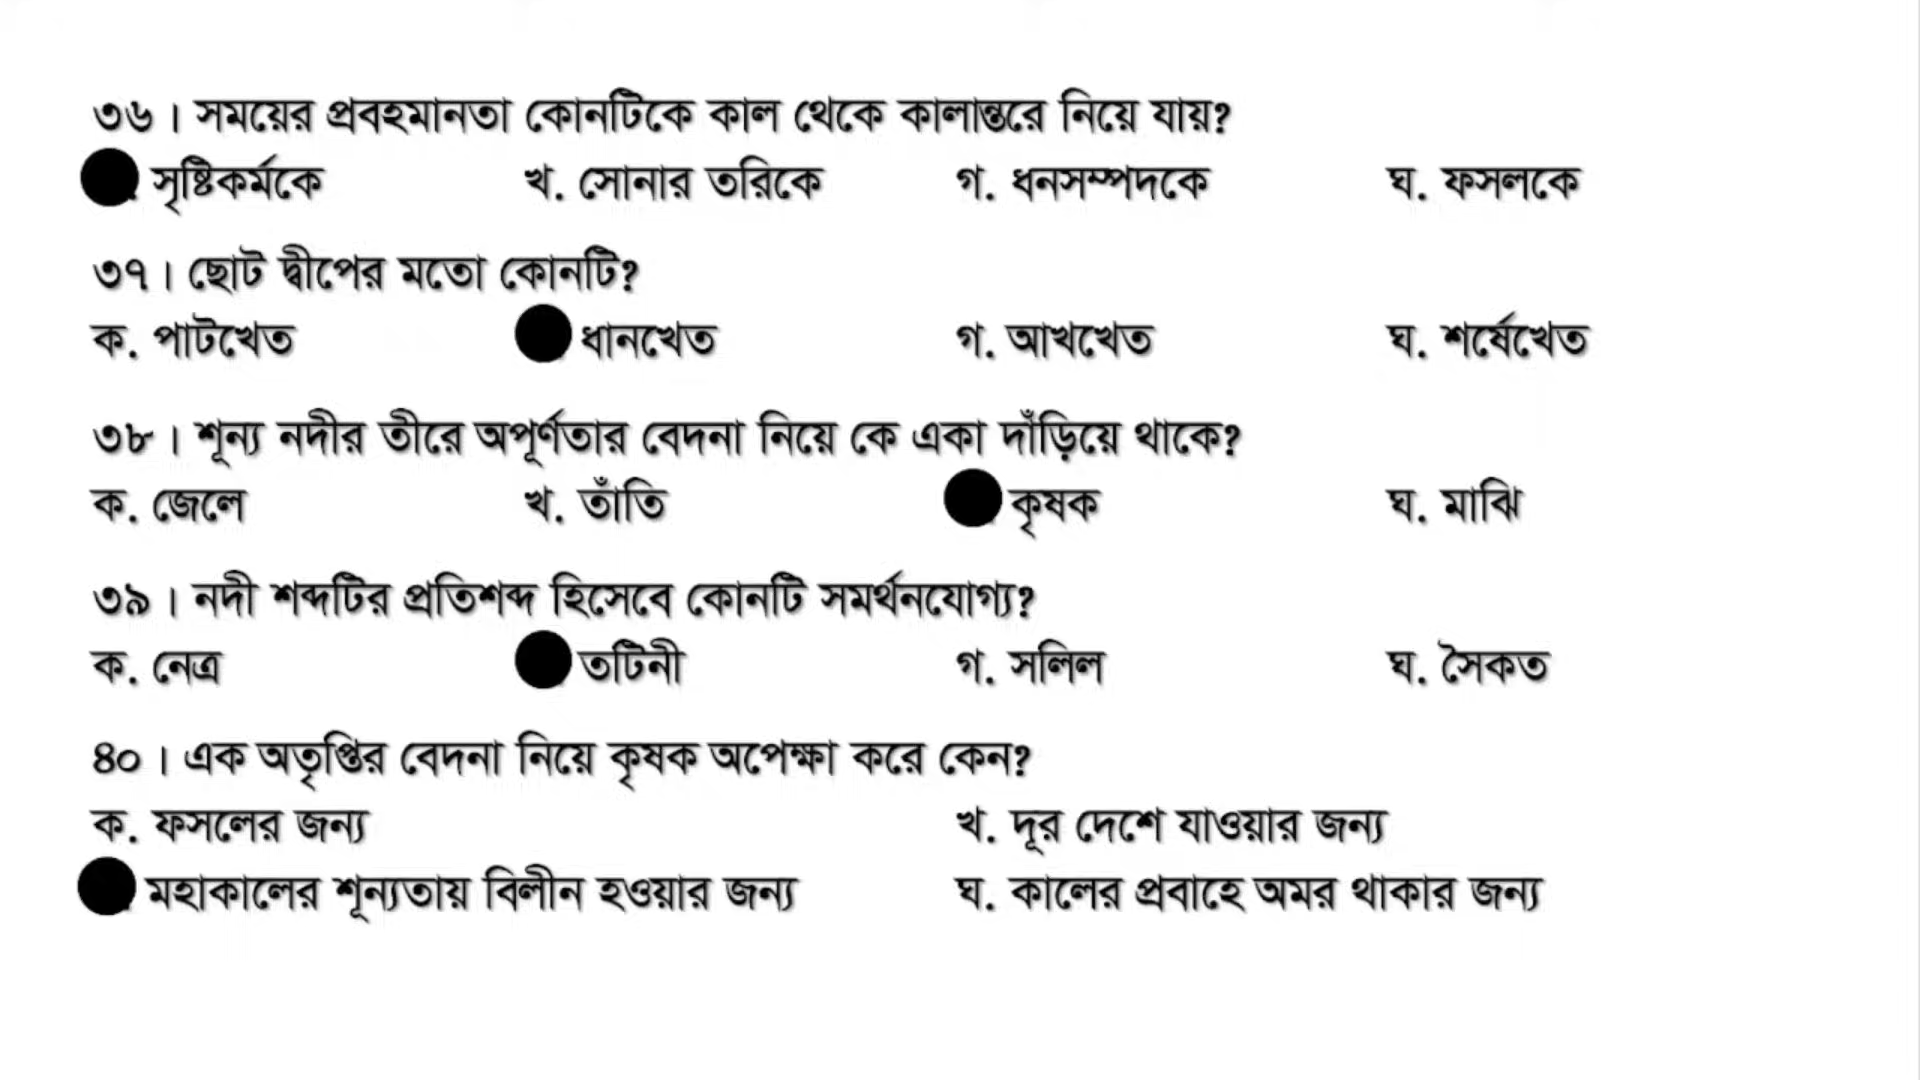 ৩৬। সময়ের প্রবহমানতা কোনটিকে কাল থেকে কালান্তরে নিয়ে যায়?
সৃষ্টিকর্মকে খ. সোনার তরিকে গ. ধনসম্পদকে ঘ. ফসলকে
৩৭। ছোট দ্বীপের মতো কোনটি?
ক. পাটখেত ধানখেত গ. আখখেত ঘ. শর্ষেখেত
৩৮। শূন্য নদীর তীরে অপূর্ণতার বেদনা নিয়ে কে একা দাঁড়িয়ে থাকে?
ক. জেলে খ. তাঁতি কৃষক ঘ. মাঝি
৩৯। নদী শব্দটির প্রতিশব্দ হিসেবে কোনটি সমর্থনযোগ্য?
ক. নেত্র তটিনী গ. সলিল ঘ. সৈকত
৪০। এক অতৃপ্তির বেদনা নিয়ে কৃষক অপেক্ষা করে কেন?
ক. ফসলের জন্য খ. দূর দেশে যাওয়ার জন্য
মহাকালের শূন্যতায় বিলীন হওয়ার জন্য ঘ. কালের প্রবাহে অমর থাকার জন্য